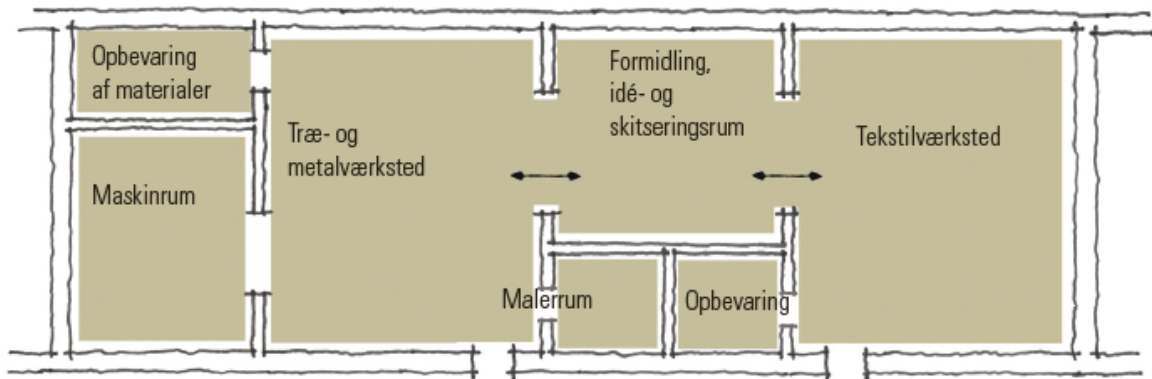 Opbevaring
af materialer
Maskinrum
Træ- og
metalværksted
Formidling,
idé- og
skitseringsrum
Tekstilværksted
Malerrum
Opbevaring